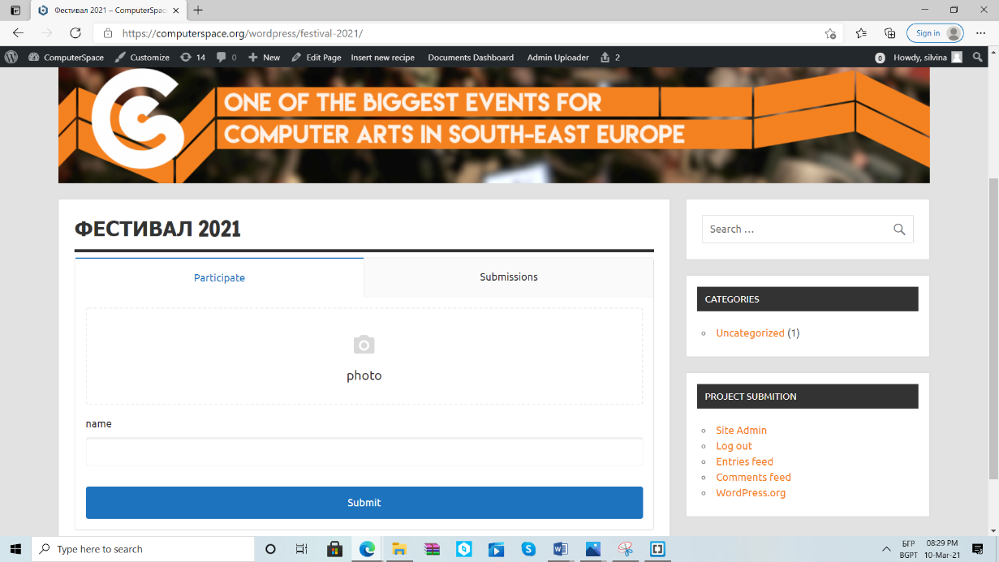 Фестивал 2021 – ComputerSpac
https://computerspace.org/wordpress/festival-2021/
Sign in
ComputerSpace Customize 14 0 New Edit Page Insert new recipe Documents Dashboard Admin Uploader 2 0 Howdy, silvina
ONE OF THE BIGGEST EVENTS FOR
COMPUTER ARTS IN SOUTH-EAST EUROPE
ФЕСТИВАЛ 2021
Participate
Submissions
photo
name
Submit
Search …
CATEGORIES
Uncategorized (1)
PROJECT SUBMITION
Site Admin
Log out
Entries feed
Comments feed
WordPress.org
Type here to search
БГР
BGPT
08:29 PM
10-Mar-21